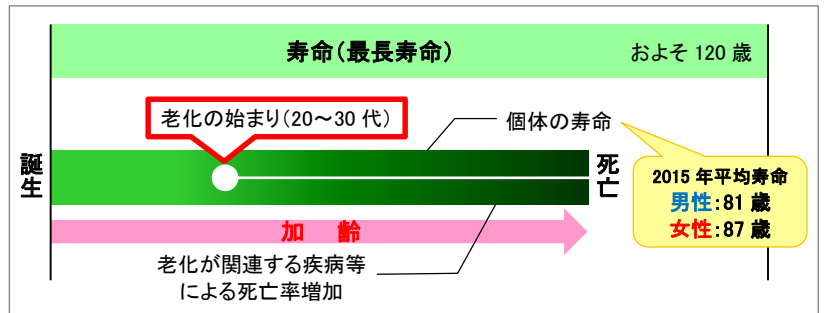 寿命（最長寿命）
およそ 120 歳
老化の始まり（20～30 代）
個体の寿命
誕生
死亡
2015 年平均寿命
男性：81 歳
女性：87 歳
加 齢
老化が関連する疾病等
による死亡率増加